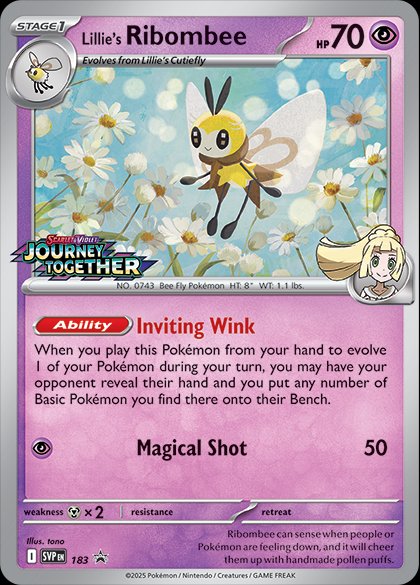 STAGE1
Lillie's Ribombee
HP 70
Evolves from Lillie's Cutiefly
SCARLET & VIOLET
JOURNEY
TOGETHER
NO. 0743 Bee Fly Pokémon HT: 8" WT: 1.1 lbs.
Ability Inviting Wink
When you play this Pokémon from your hand to evolve
1 of your Pokémon during your turn, you may have your
opponent reveal their hand and you put any number of
Basic Pokémon you find there onto their Bench.
Magical Shot 50
weakness ×2 resistance retreat
Illus. tono
I SVP EN 183
Ribombee can sense when people or
Pokémon are feeling down, and it will cheer
them up with handmade pollen puffs.
©2025 Pokémon / Nintendo / Creatures / GAME FREAK